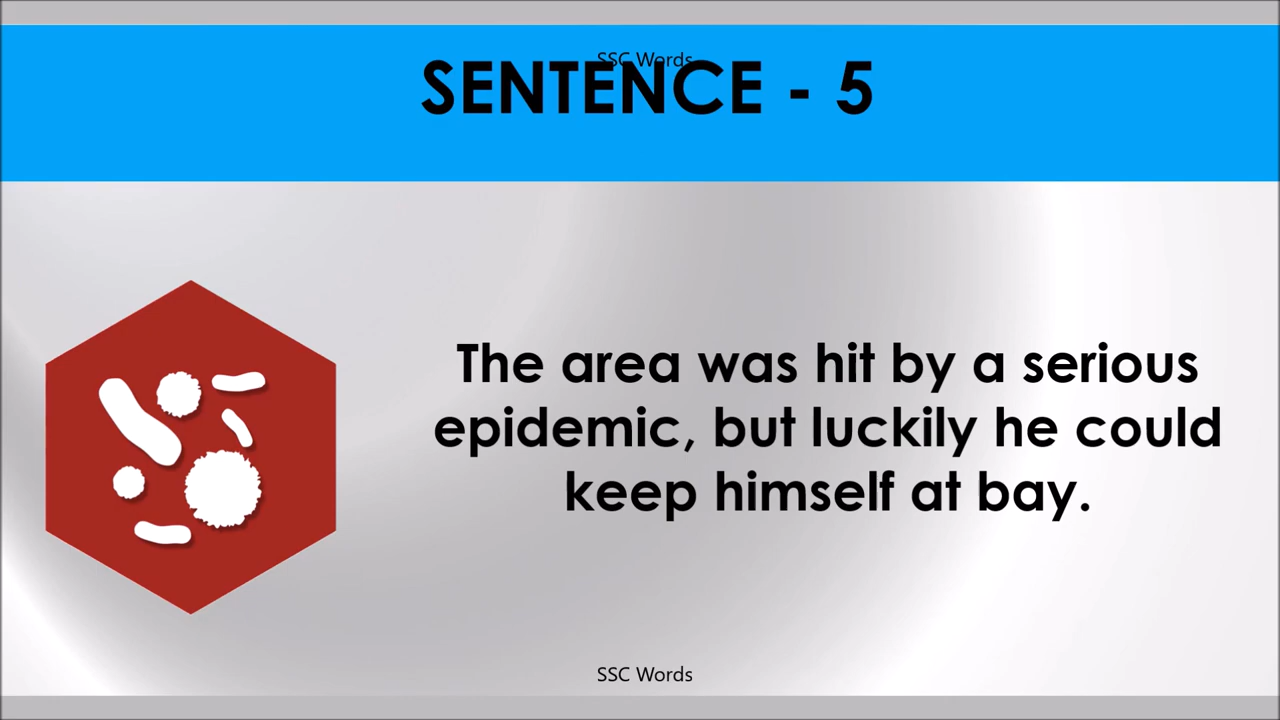 SSC Words
SENTENCE - 5
The area was hit by a serious
epidemic, but luckily he could
keep himself at bay.
SSC Words